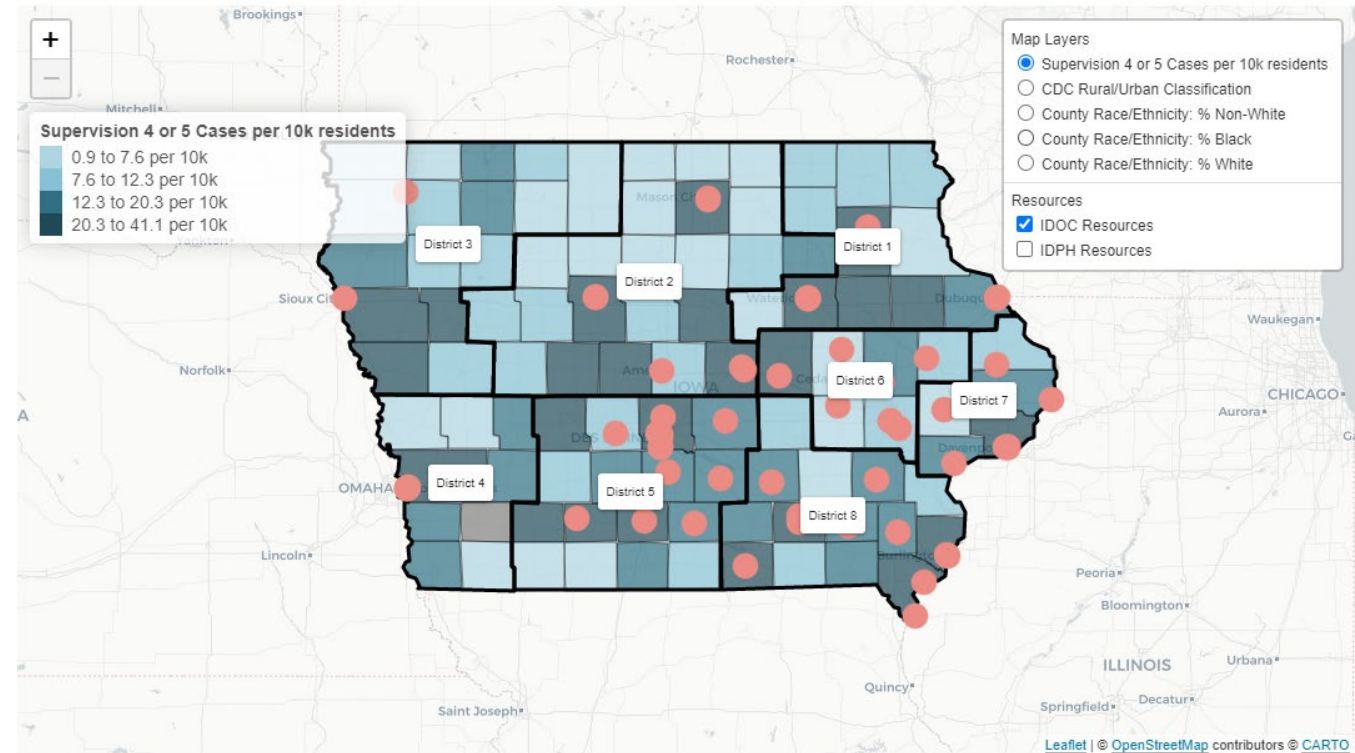 Brookings
+
−
Rochester
Mitchell
Map Layers
Supervision 4 or 5 Cases per 10k residents
CDC Rural/Urban Classification
County Race/Ethnicity: % Non-White
County Race/Ethnicity: % Black
County Race/Ethnicity: % White
Resources
IDOC Resources
IDPH Resources
Supervision 4 or 5 Cases per 10k residents
0.9 to 7.6 per 10k
7.6 to 12.3 per 10k
12.3 to 20.3 per 10k
20.3 to 41.1 per 10k
District 3
District 1
District 2
Sioux
Waukegan
Norfolk
IOWA
District 6
District 7
CHICAGO
Aurora
OMAHA
District 4
District 5
District 8
Lincoln
Burlington
Peoria
Bloomington
ILLINOIS
Urbana
Quincy
Decatur
Springfield
Saint Joseph
Leaflet | © OpenStreetMap contributors © CARTO